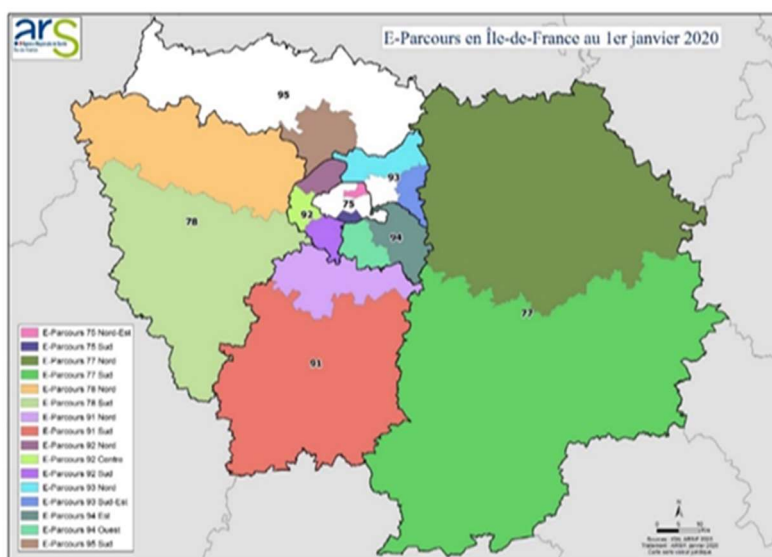 ars
E-Parcours en Île-de-France au 1er janvier 2020
95
93
75
92
78
94
77
91
E-Parcours 75 Nord-Est
E-Parcours 75 Sud
E-Parcours 77 Nord
E-Parcours 77 Sud
E-Parcours 78 Nord
E-Parcours 78 Sud
E-Parcours 91 Nord
E-Parcours 91 Sud
E-Parcours 92 Nord
E-Parcours 92 Centre
E-Parcours 92 Sud
E-Parcours 93 Nord
E-Parcours 93 Sud-Est
E-Parcours 94 Est
E-Parcours 94 Ouest
E-Parcours 95 Sud
N